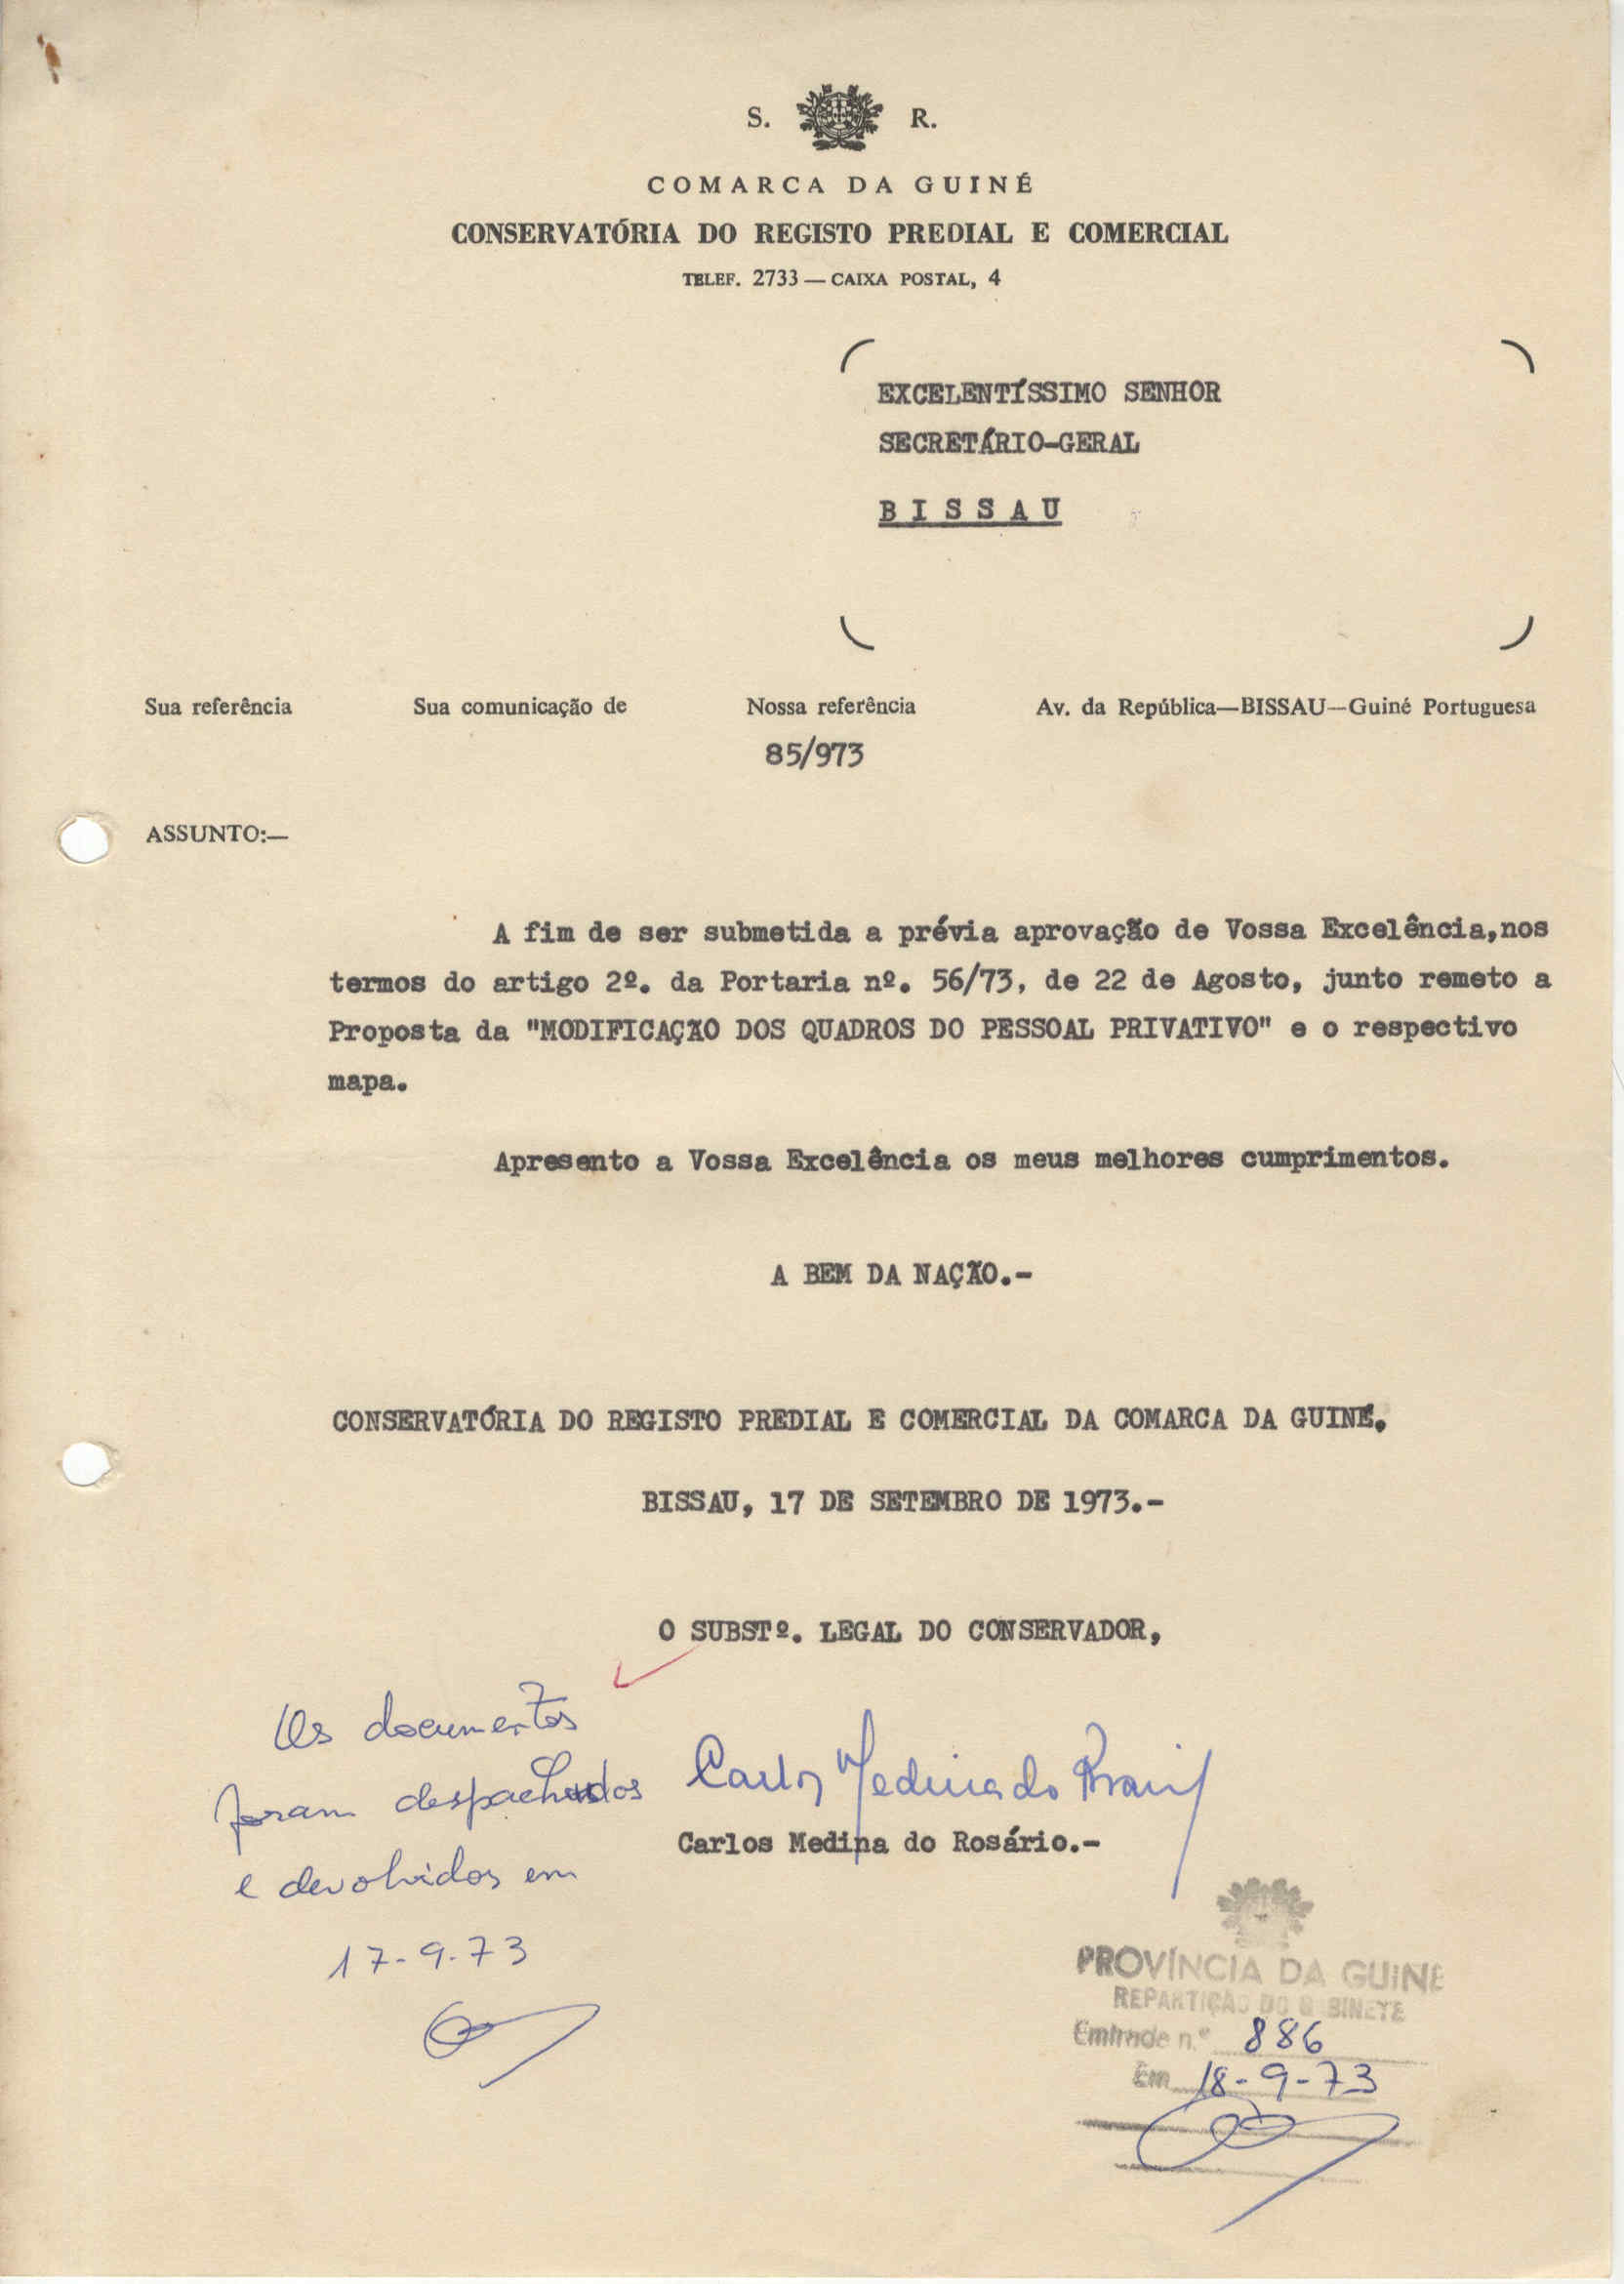 S. R.
COMARCA DA GUINÉ
CONSERVATÓRIA DO REGISTO PREDIAL E COMERCIAL
TELEF. 2733 — CAIXA POSTAL, 4
EXCELENTÍSSIMO SENHOR
SECRETÁRIO-GERAL
BISSAU
Sua referência Sua comunicação de Nossa referência Av. da República—BISSAU—Guiné Portuguesa
85/973
ASSUNTO:—
A fim de ser submetida a prévia aprovação de Vossa Excelência,nos
termos do artigo 2º. da Portaria nº. 56/73, de 22 de Agosto, junto remeto a
Proposta da "MODIFICAÇÃO DOS QUADROS DO PESSOAL PRIVATIVO" e o respectivo
mapa.
Apresento a Vossa Excelência os meus melhores cumprimentos.
A BEM DA NAÇÃO.-
CONSERVATÓRIA DO REGISTO PREDIAL E COMERCIAL DA COMARCA DA GUINÉ.
BISSAU, 17 DE SETEMBRO DE 1973.-
O SUBSTº. LEGAL DO CONSERVADOR,
Os documentos
foram despachados
e devolvidos em
17-9-73
Carlos Medina do Rosário
Carlos Medina do Rosário.-
PROVÍNCIA DA GUINÉ
REPARTIÇÃO DO GABINETE
Entrada n.º 886
Em 18-9-73